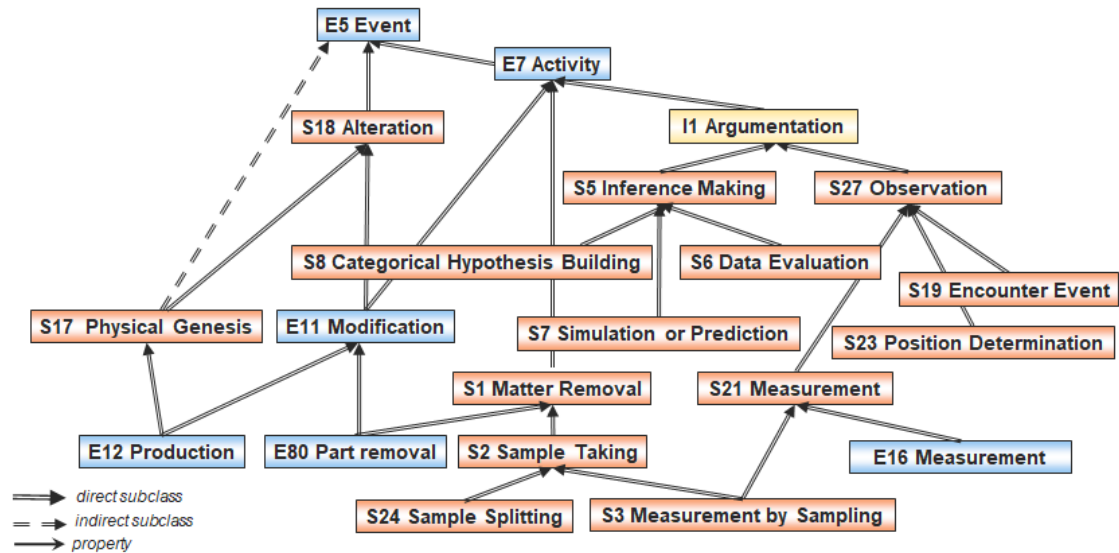 E5 Event
E7 Activity
S18 Alteration
I1 Argumentation
S5 Inference Making
S27 Observation
S8 Categorical Hypothesis Building
S6 Data Evaluation
S19 Encounter Event
S17 Physical Genesis
E11 Modification
S7 Simulation or Prediction
S23 Position Determination
S1 Matter Removal
S21 Measurement
E12 Production
E80 Part removal
S2 Sample Taking
E16 Measurement
direct subclass
indirect subclass
property
S24 Sample Splitting
S3 Measurement by Sampling